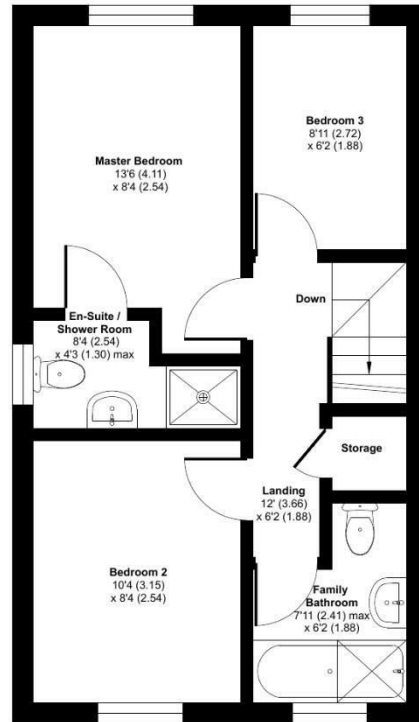 Bedroom 3
8'11 (2.72)
x 6'2 (1.88)
Master Bedroom
13'6 (4.11)
x 8'4 (2.54)
Down
En-Suite /
Shower Room
8'4 (2.54)
x 4'3 (1.30) max
Storage
Landing
12' (3.66)
x 6'2 (1.88)
Bedroom 2
10'4 (3.15)
x 8'4 (2.54)
Family
Bathroom
7'11 (2.41) max
x 6'2 (1.88)